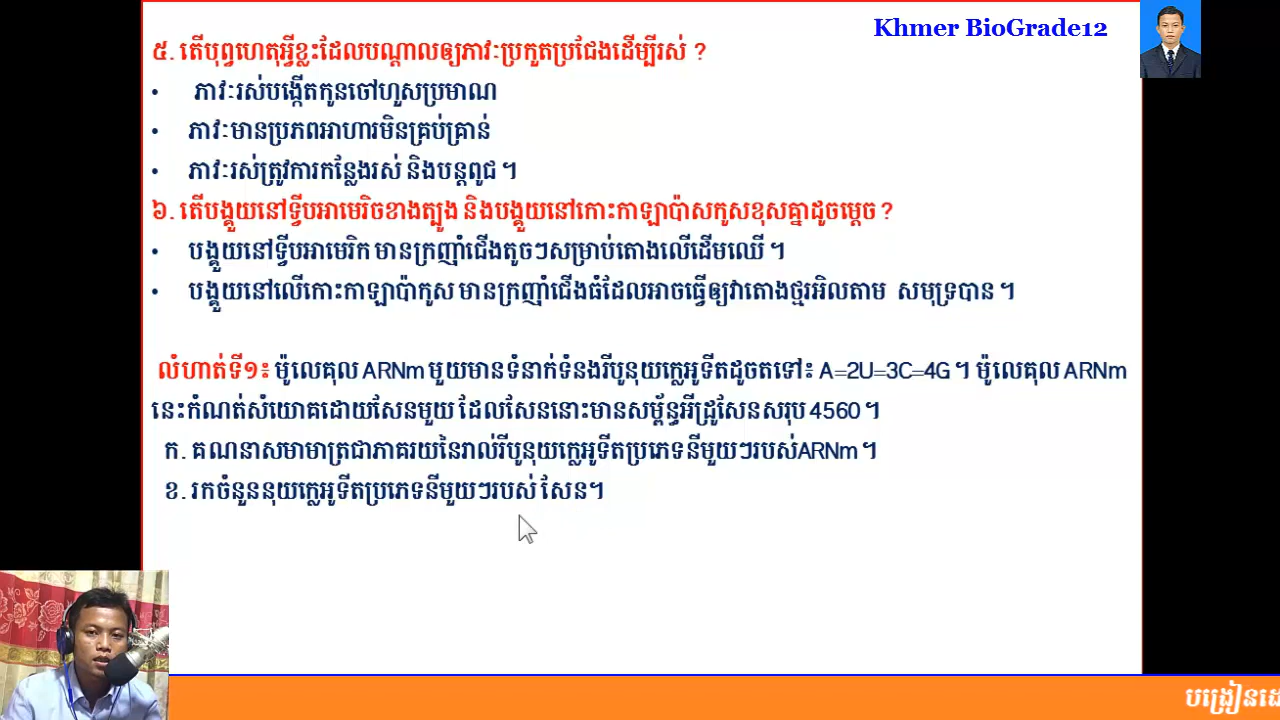 Khmer BioGrade12
៥. តើបុព្វហេតុអ្វីខ្លះដែលបណ្តាលឲ្យភាវៈប្រកួតប្រជែងដើម្បីរស់ ?
• ភាវៈរស់បង្កើតកូនចៅហួសប្រមាណ
• ភាវៈមានប្រភពអាហារមិនគ្រប់គ្រាន់
• ភាវៈរស់ត្រូវការកន្លែងរស់ និងបន្តពូជ ។
៦. តើបង្គួយនៅទ្វីបអាមេរិចខាងត្បូង និងបង្គួយនៅកោះកាឡាប៉ាសកូសខុសគ្នាដូចម្តេច ?
• បង្គួយនៅទ្វីបអាមេរិក មានក្រញ៉ាំជើងតូចៗសម្រាប់តោងលើដើមឈើ ។
• បង្គួយនៅលើកោះកាឡាប៉ាកូស មានក្រញ៉ាំជើងធំដែលអាចធ្វើឲ្យវាតោងថ្មរអិលតាម សមុទ្របាន ។
លំហាត់ទី១៖ ម៉ូលេគុល ARNm មួយមានទំនាក់ទំនងរីបូនុយក្លេអូទីតដូចតទៅ៖ A=2U=3C=4G ។ ម៉ូលេគុល ARNm
នេះកំណត់សំយោគដោយសែនមួយ ដែលសែននោះមានសម្ព័ន្ធអ៊ីដ្រូសែនសរុប 4560 ។
ក. គណនាសមាមាត្រជាភាគរយនៃរាល់រីបូនុយក្លេអូទីតប្រភេទនីមួយៗរបស់ARNm ។
ខ. រកចំនួននុយក្លេអូទីតប្រភេទនីមួយៗរបស់ សែន។